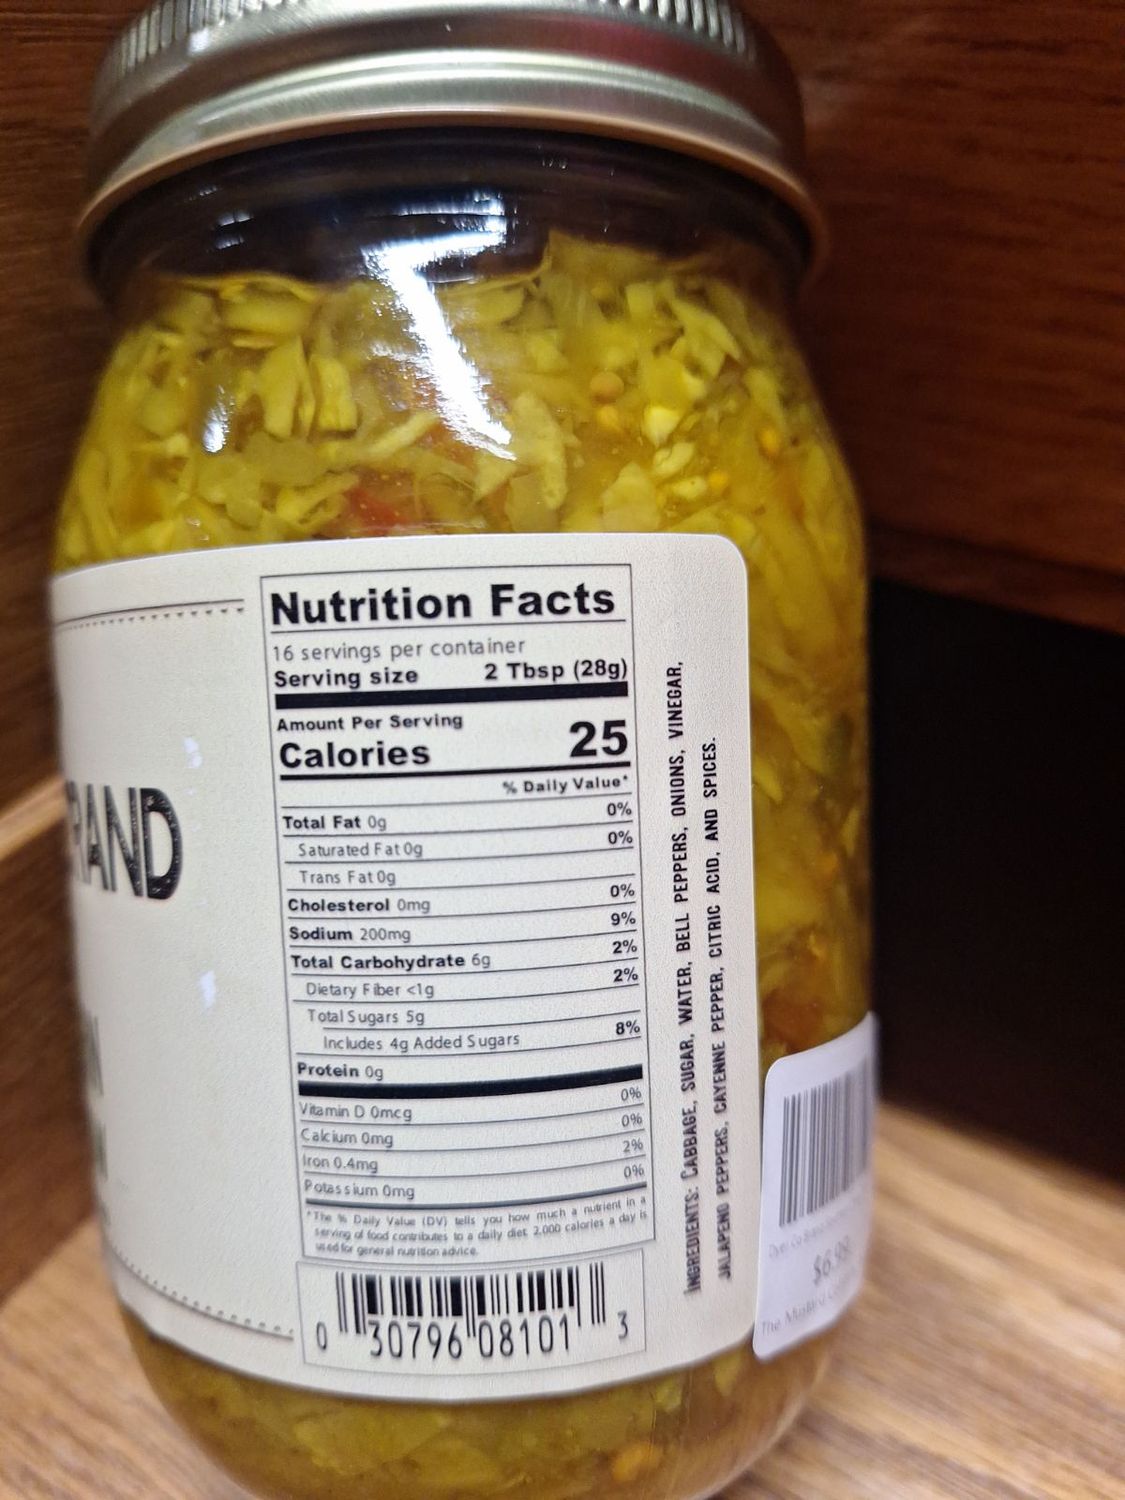 Nutrition Facts
16 servings per container
Serving size 2 Tbsp (28g)
Amount Per Serving
Calories 25
% Daily Value*
Total Fat 0g 0%
Saturated Fat 0g 0%
Trans Fat 0g
Cholesterol 0mg 0%
Sodium 200mg 9%
Total Carbohydrate 6g 2%
Dietary Fiber <1g 2%
Total Sugars 5g
Includes 4g Added Sugars 8%
Protein 0g
Vitamin D 0mcg 0%
Calcium 0mg 0%
Iron 0.4mg 2%
Potassium 0mg 0%
*The % Daily Value (DV) tells you how much a nutrient in a
serving of food contributes to a daily diet. 2,000 calories a day is
used for general nutrition advice.
0 30796 08101 3
INGREDIENTS: CABBAGE, SUGAR, WATER, BELL PEPPERS, ONIONS, VINEGAR,
JALAPENO PEPPERS, CAYENNE PEPPER, CITRIC ACID, AND SPICES.
$6.99